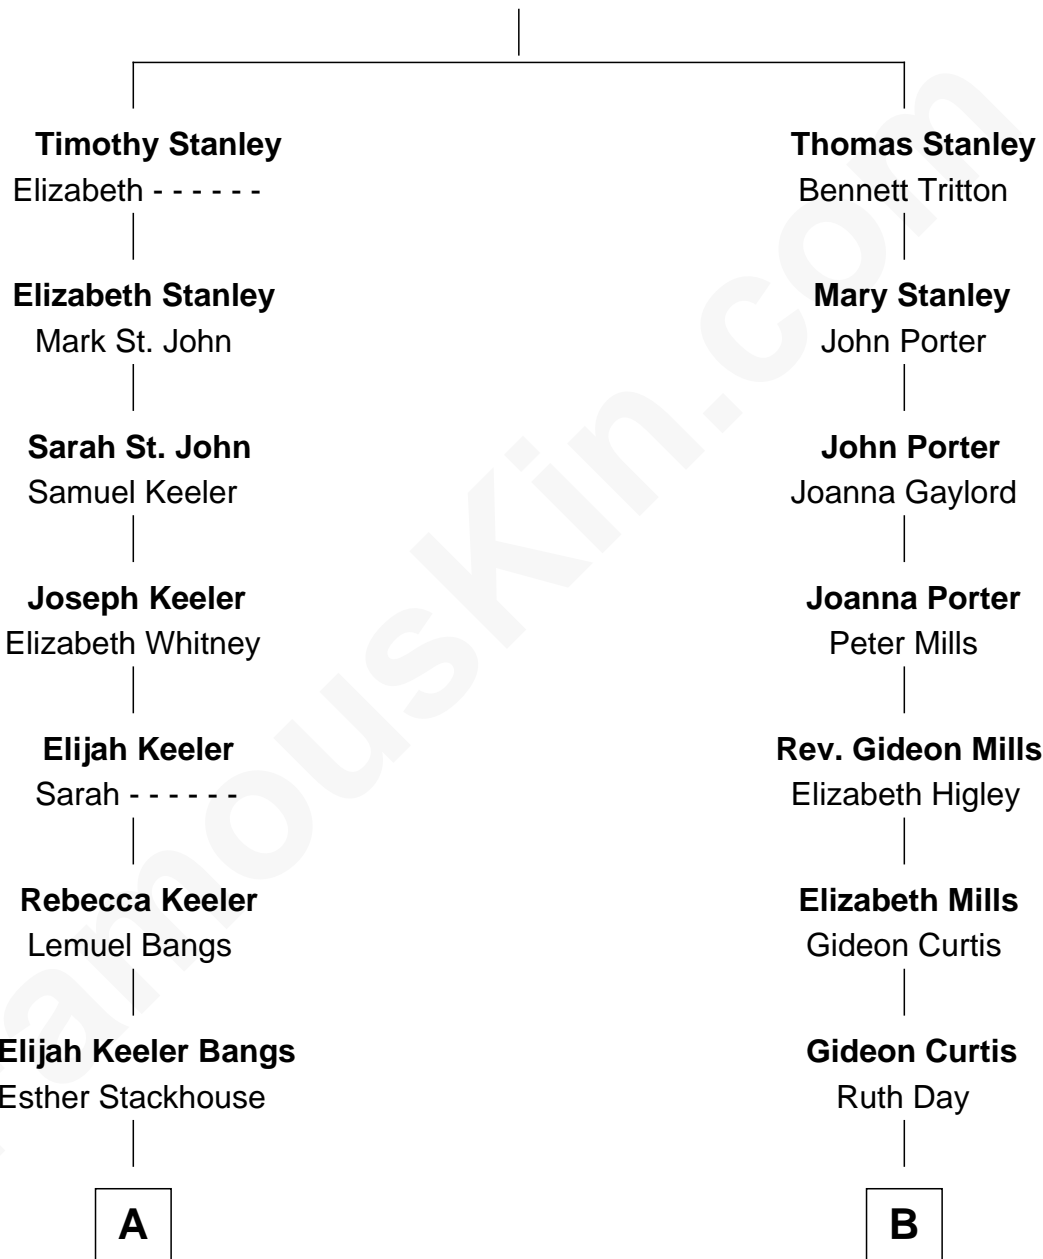 Timothy Stanley
Elizabeth - - - - - -
Elizabeth Stanley
Mark St. John
Sarah St. John
Samuel Keeler
Joseph Keeler
Elizabeth Whitney
Elijah Keeler
Sarah - - - - - -
Rebecca Keeler
Lemuel Bangs
Elijah Keeler Bangs
Esther Stackhouse
A
Thomas Stanley
Bennett Tritton
Mary Stanley
John Porter
John Porter
Joanna Gaylord
Joanna Porter
Peter Mills
Rev. Gideon Mills
Elizabeth Higley
Elizabeth Mills
Gideon Curtis
Gideon Curtis
Ruth Day
B
FamousKin.com